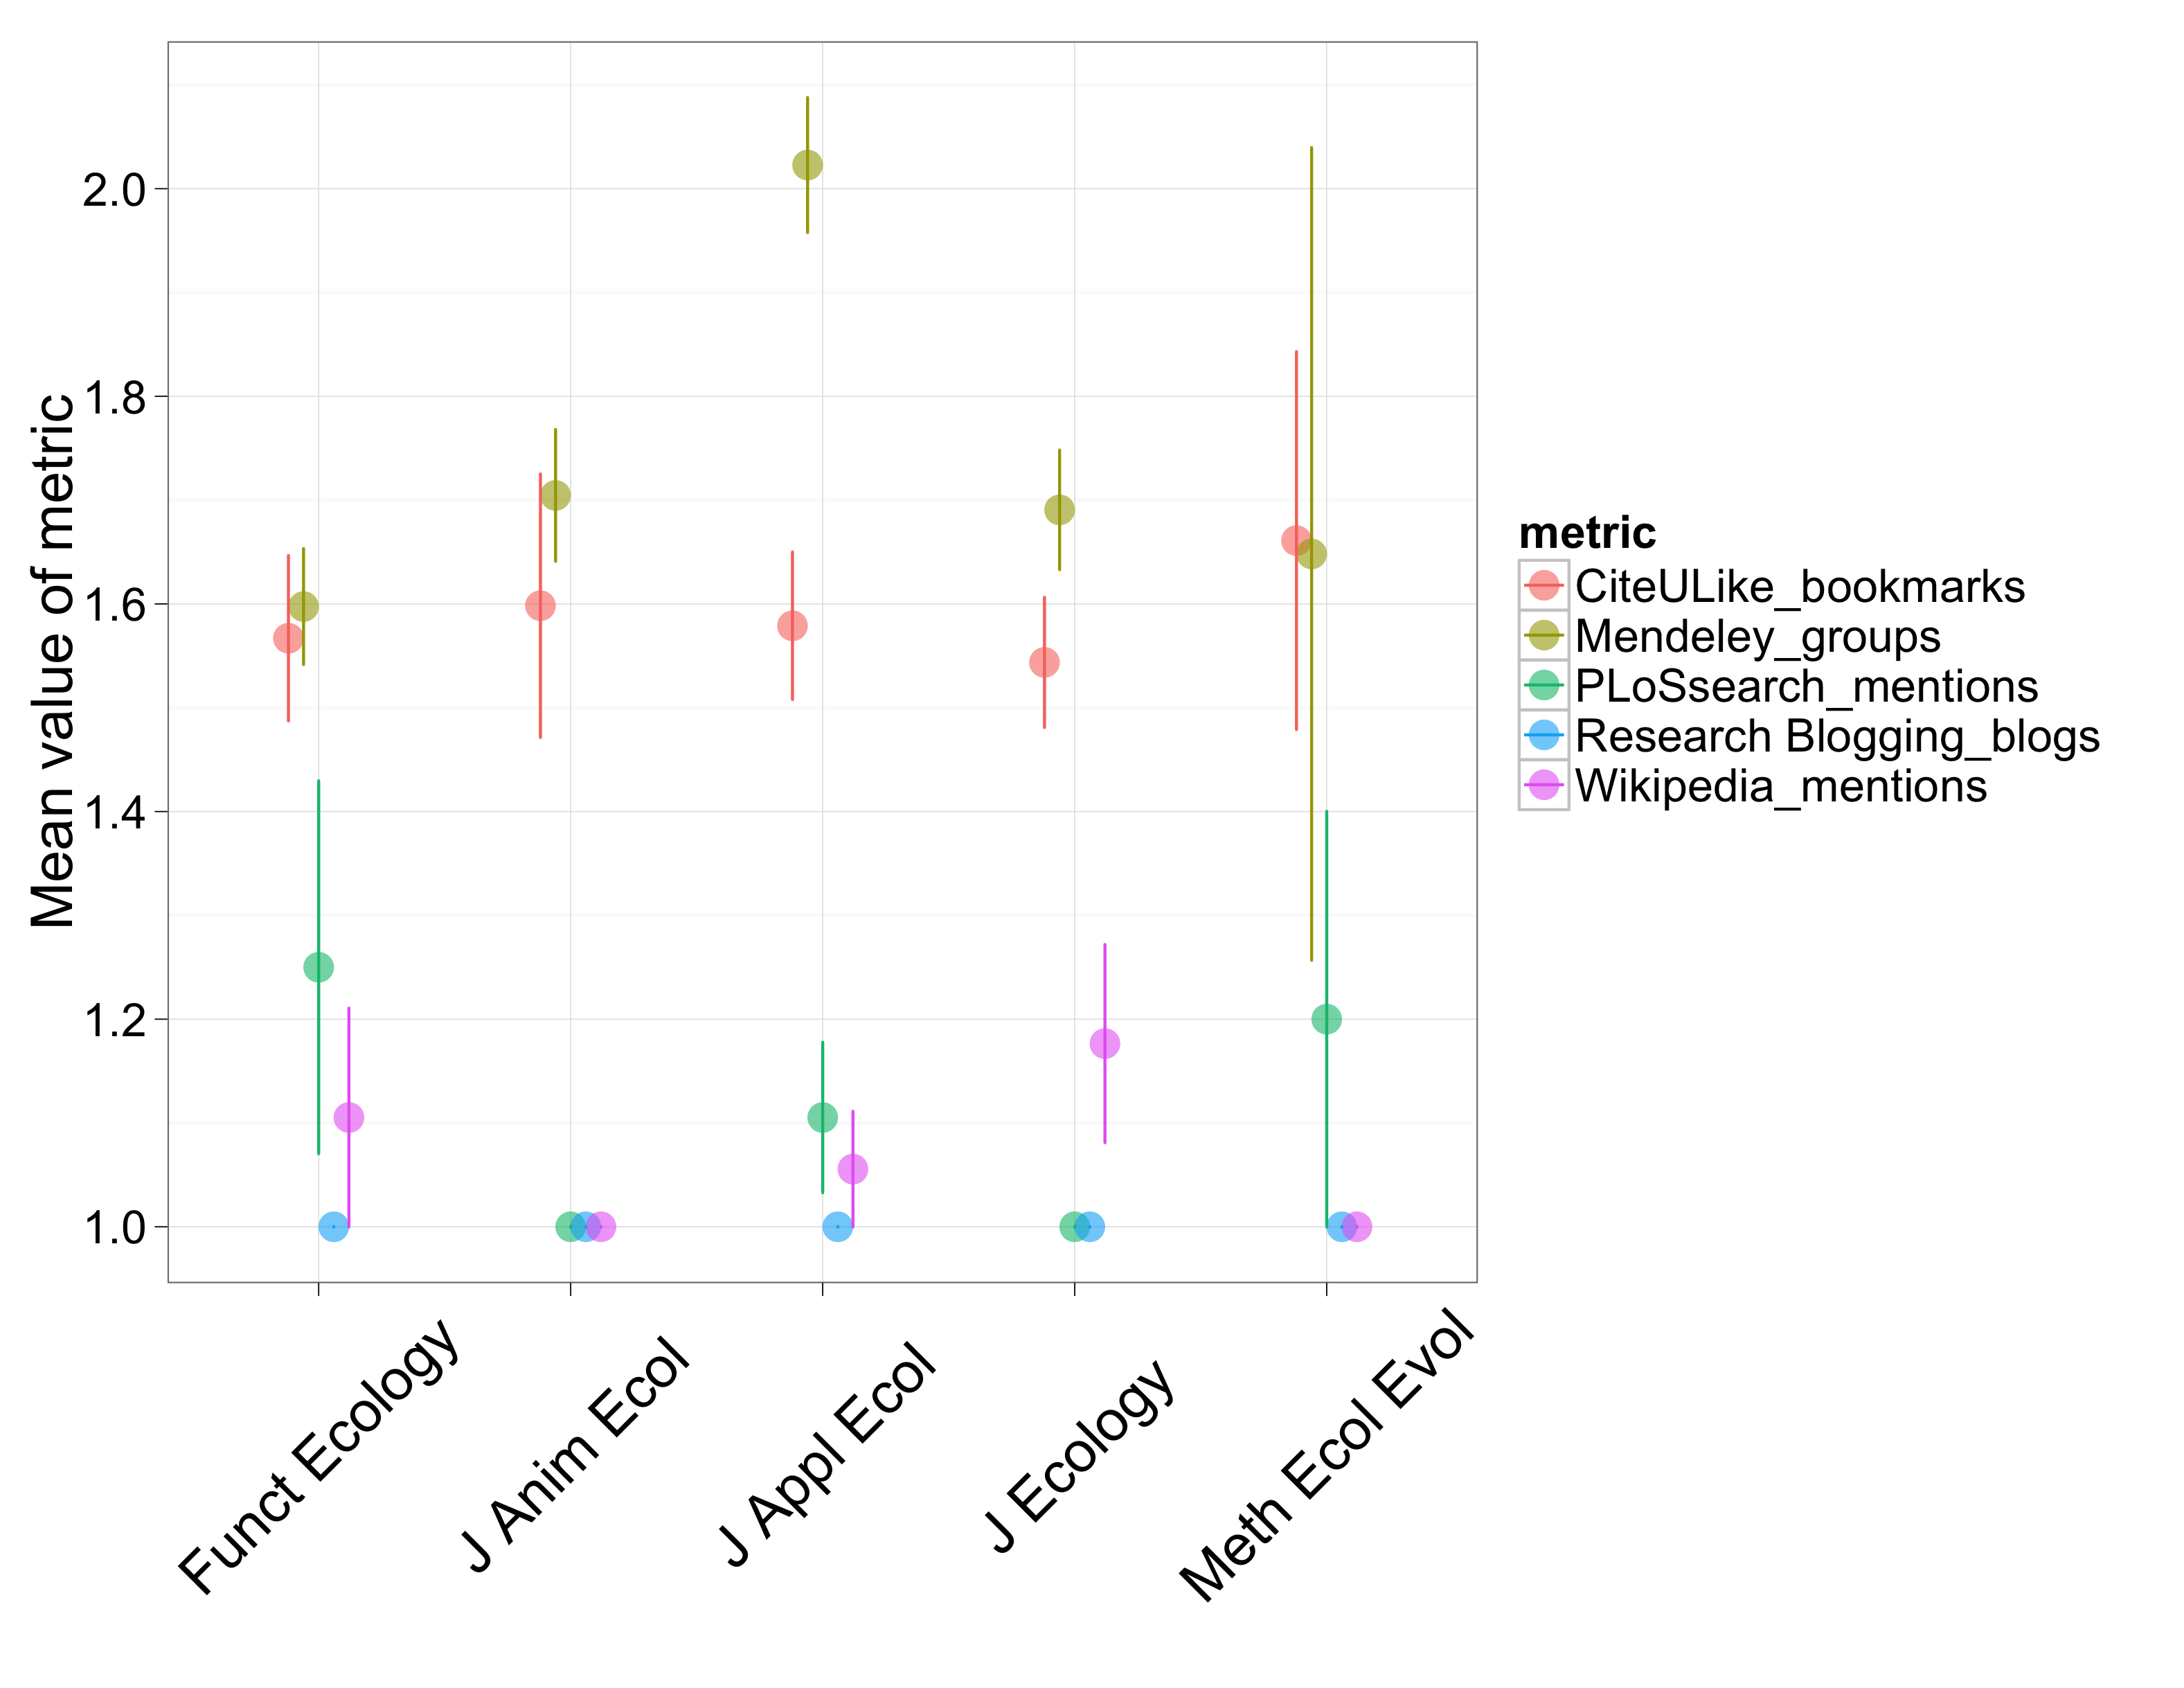 Mean value of metric
2.0
1.8
1.6
1.4
1.2
1.0
Funct Ecology
J Anim Ecol
J Appl Ecol
J Ecology
Meth Ecol Evol
metric
CiteULike_bookmarks
Mendeley_groups
PLoSsearch_mentions
Research Blogging_blogs
Wikipedia_mentions